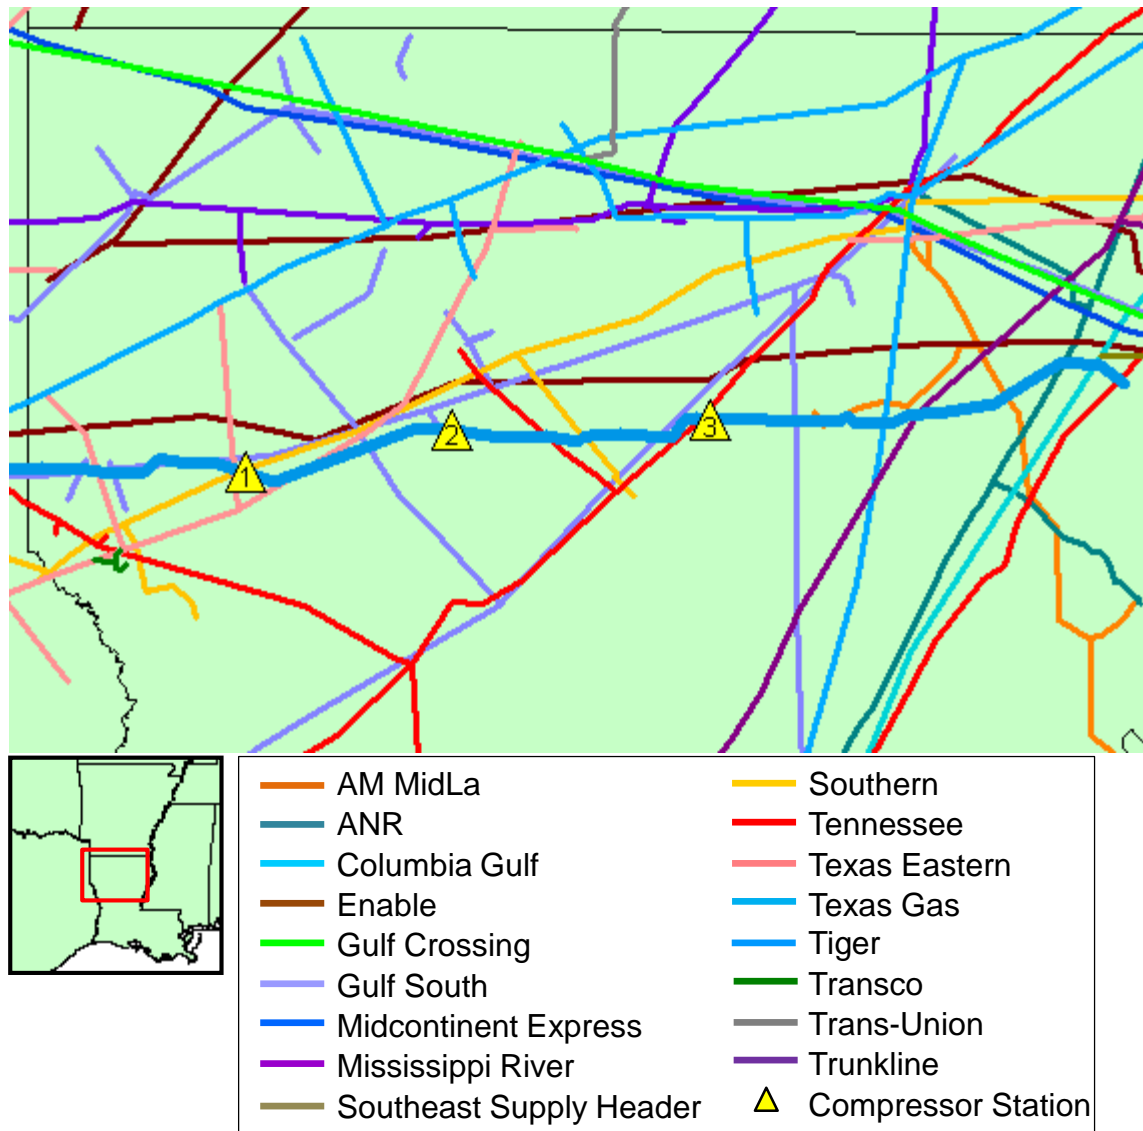 1
2
3
AM MidLa
ANR
Columbia Gulf
Enable
Gulf Crossing
Gulf South
Midcontinent Express
Mississippi River
Southeast Supply Header
Southern
Tennessee
Texas Eastern
Texas Gas
Tiger
Transco
Trans-Union
Trunkline
Compressor Station